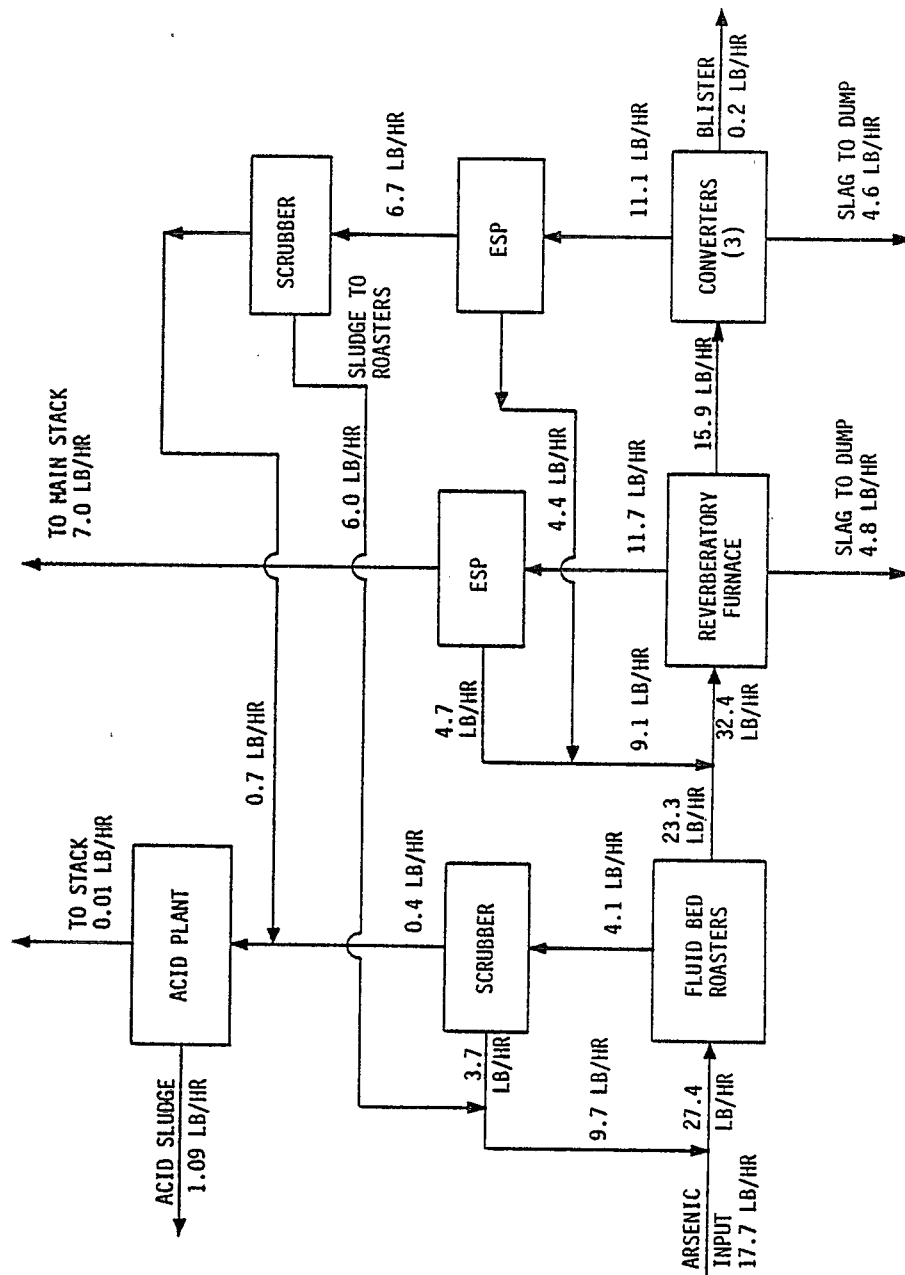 TO STACK
0.01 LB/HR
TO MAIN STACK
7.0 LB/HR
ACID SLUDGE
1.09 LB/HR
ACID PLANT
0.7 LB/HR
SCRUBBER
6.0 LB/HR
SLUDGE TO
ROASTERS
0.4 LB/HR
6.7 LB/HR
SCRUBBER
3.7
LB/HR
ESP
4.7
LB/HR
ESP
4.4 LB/HR
9.7 LB/HR
4.1 LB/HR
9.1 LB/HR
11.7 LB/HR
11.1 LB/HR
ARSENIC
INPUT
17.7 LB/HR
27.4
LB/HR
FLUID BED
ROASTERS
23.3
LB/HR
32.4
LB/HR
REVERBERATORY
FURNACE
15.9 LB/HR
CONVERTERS
(3)
BLISTER
0.2 LB/HR
SLAG TO DUMP
4.8 LB/HR
SLAG TO DUMP
4.6 LB/HR